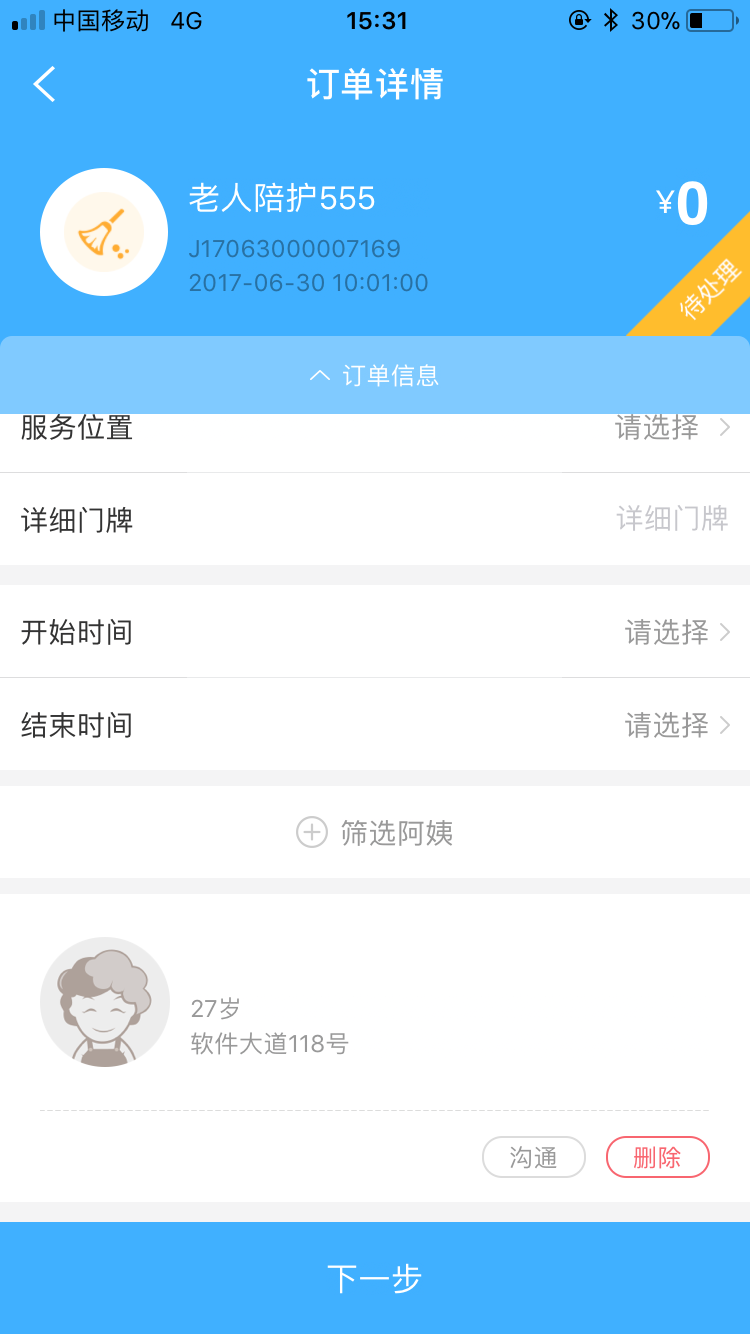 中国移动 4G 15:31 30%
订单详情
老人陪护555
¥0
J17063000007169
2017-06-30 10:01:00
待处理
订单信息
服务位置 请选择
详细门牌 详细门牌
开始时间 请选择
结束时间 请选择
筛选阿姨
27岁
软件大道118号
沟通 删除
下一步